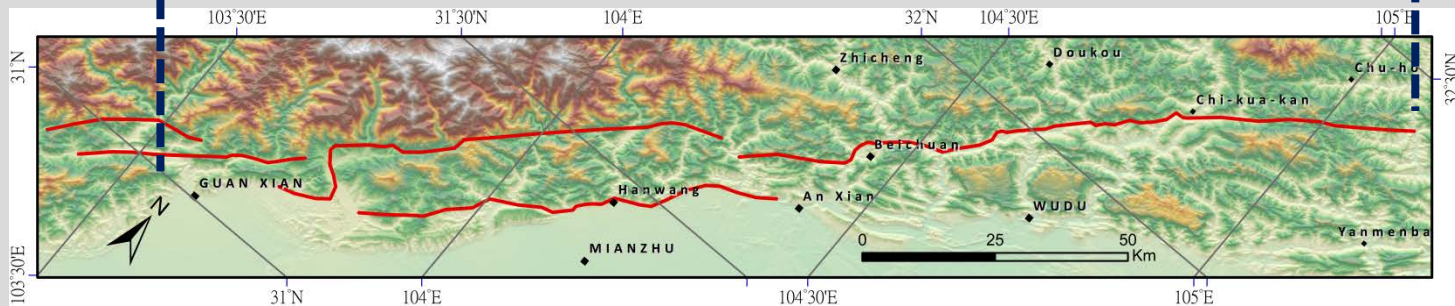 103°30'E 31°30'N 104°E 32°N 104°30'E 105°E
31°N
32°30'N
Zhicheng
Doukou
Chu-ho
Chi-kua-kan
Beichuan
GUAN XIAN
Hanwang
An Xian
WUDU
Yanmenba
MIANZHU
N
0 25 50
Km
103°30'E
31°N 104°E 104°30'E 105°E